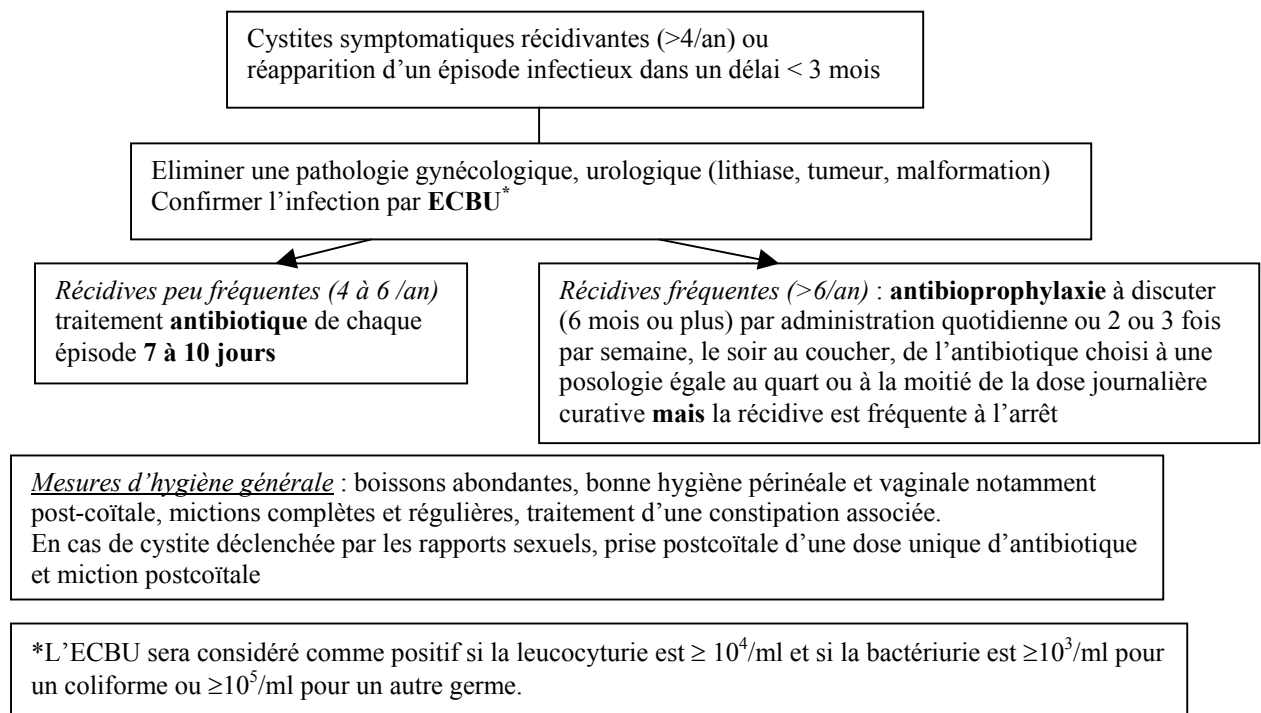 Cystites symptomatiques récidivantes (>4/an) ou
réapparition d’un épisode infectieux dans un délai < 3 mois
Eliminer une pathologie gynécologique, urologique (lithiase, tumeur, malformation)
Confirmer l’infection par ECBU*
Récidives peu fréquentes (4 à 6 /an)
traitement antibiotique de chaque
épisode 7 à 10 jours
Récidives fréquentes (>6/an) : antibioprophylaxie à discuter
(6 mois ou plus) par administration quotidienne ou 2 ou 3 fois
par semaine, le soir au coucher, de l’antibiotique choisi à une
posologie égale au quart ou à la moitié de la dose journalière
curative mais la récidive est fréquente à l’arrêt
Mesures d’hygiène générale : boissons abondantes, bonne hygiène périnéale et vaginale notamment
post-coïtale, mictions complètes et régulières, traitement d’une constipation associée.
En cas de cystite déclenchée par les rapports sexuels, prise postcoïtale d’une dose unique d’antibiotique
et miction postcoïtale
*L’ECBU sera considéré comme positif si la leucocyturie est ≥ 10⁴/ml et si la bactériurie est ≥10³/ml pour
un coliforme ou ≥10⁵/ml pour un autre germe.